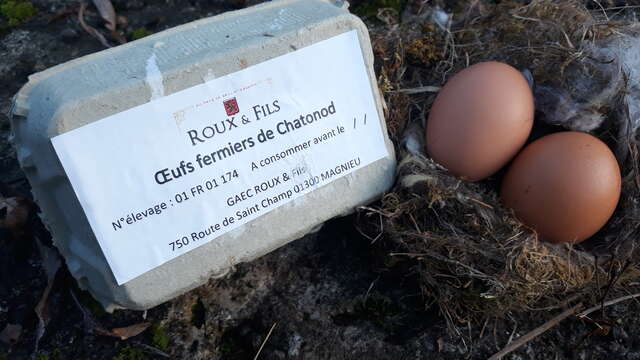 ROUX & FILS
Œufs fermiers de Chatonod
N°élevage : 01 FR 01 174 A consommer avant le / /
GAEC ROUX & Fils
750 Route de Saint Champ 01300 MAGNIEU